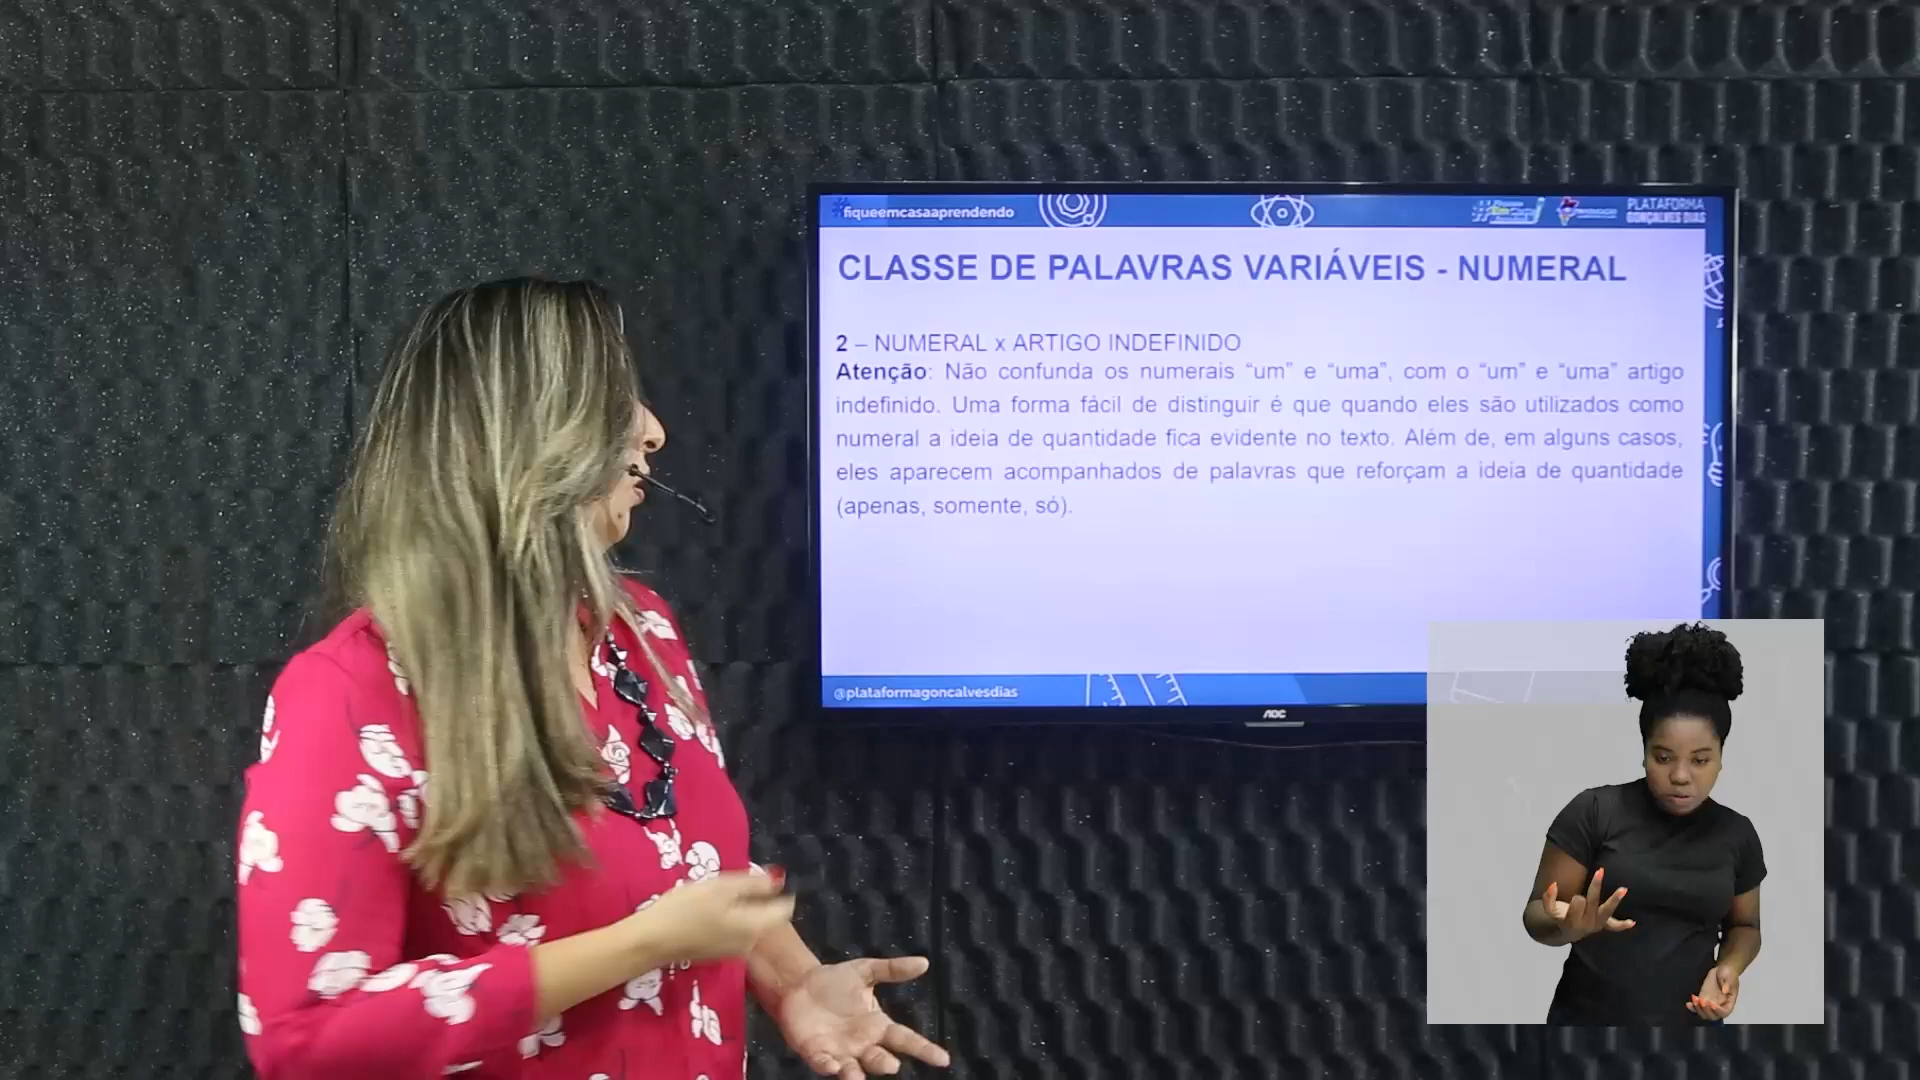 #fiqueemcasaaprendendo
PLATAFORMA
GONÇALVES DIAS
CLASSE DE PALAVRAS VARIÁVEIS - NUMERAL
2 – NUMERAL x ARTIGO INDEFINIDO
Atenção: Não confunda os numerais “um” e “uma”, com o “um” e “uma” artigo
indefinido. Uma forma fácil de distinguir é que quando eles são utilizados como
numeral a ideia de quantidade fica evidente no texto. Além de, em alguns casos,
eles aparecem acompanhados de palavras que reforçam a ideia de quantidade
(apenas, somente, só).
@plataformagoncalvesdias
AOC